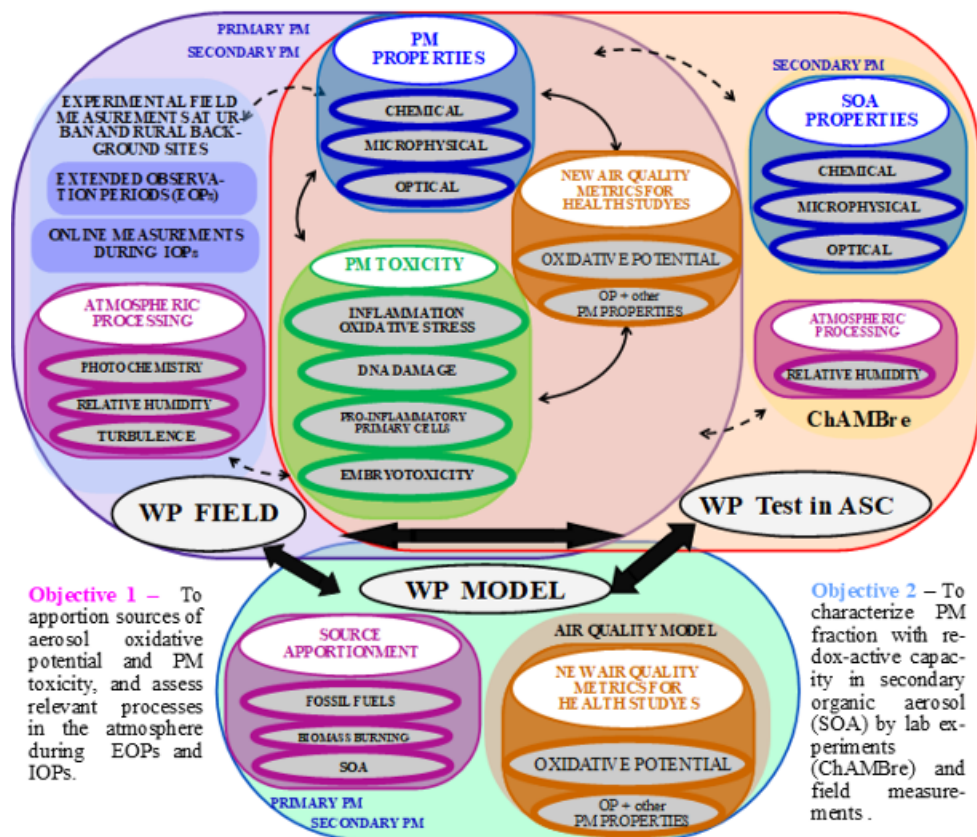 PRIMARY PM
SECONDARY PM
EXPERIMENTAL FIELD
MEASUREMENTS AT UR-
BAN AND RURAL BACK-
GROUND SITES
EXTENDED OBSERVA-
TION PERIODS (EOPs)
ONLINE MEASUREMENTS
DURING IOPs
ATMOSPHERIC
PROCESSING
PHOTOCHEMISTRY
RELATIVE HUMIDITY
TURBULENCE
WP FIELD
PM
PROPERTIES
CHEMICAL
MICROPHYSICAL
OPTICAL
PM TOXICITY
INFLAMMATION
OXIDATIVE STRESS
DNA DAMAGE
PRO-INFLAMMATORY
PRIMARY CELLS
EMBRYOTOXICITY
NEW AIR QUALITY
METRICS FOR
HEALTH STUDYES
OXIDATIVE POTENTIAL
OP + other
PM PROPERTIES
SECONDARY PM
SOA
PROPERTIES
CHEMICAL
MICROPHYSICAL
OPTICAL
ATMOSPHERIC
PROCESSING
RELATIVE HUMIDITY
ChAMBre
WP Test in ASC
WP MODEL
Objective 1 – To
apportion sources of
aerosol oxidative
potential and PM
toxicity, and assess
relevant processes
in the atmosphere
during EOPs and
IOPs.
SOURCE
APPORTIONMENT
FOSSIL FUELS
BIOMASS BURNING
SOA
PRIMARY PM
SECONDARY PM
AIR QUALITY MODEL
NEW AIR QUALITY
METRICS FOR
HEALTH STUDYES
OXIDATIVE POTENTIAL
OP + other
PM PROPERTIES
Objective 2 – To
characterize PM
fraction with re-
dox-active capac-
ity in secondary
organic aerosol
(SOA) by lab ex-
periments
(ChAMBre) and
field measure-
ments .